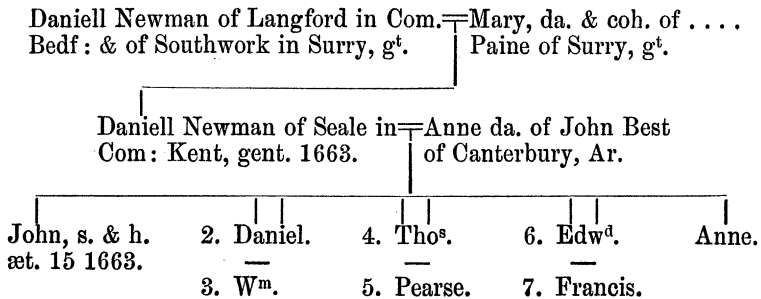 Daniell Newman of Langford in Com. Mary, da. & coh. of ....
Bedf: & of Southwork in Surry, gᵗ. Paine of Surry, gᵗ.
Daniell Newman of Seale in Anne da. of John Best
Com: Kent, gent. 1663. of Canterbury, Ar.
John, s. & h. 2. Daniel. 4. Thoˢ. 6. Edwᵈ. Anne.
æt. 15 1663.
3. Wᵐ. 5. Pearse. 7. Francis.